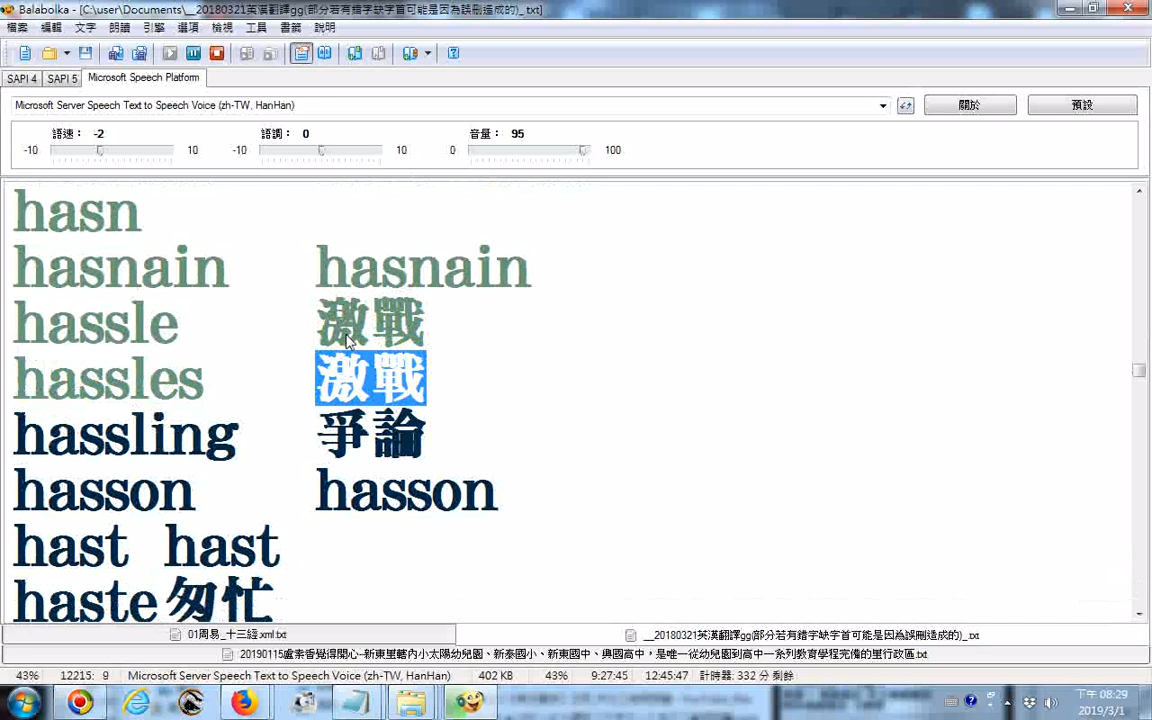 Balabolka - [C:\user\Documents\__20180321英漢翻譯gg(部分若有錯字缺字首可能是因為誤刪造成的)_.txt]
檔案 編輯 文字 朗讀 引擎 選項 檢視 工具 書籤 說明
SAPI 4 SAPI 5 Microsoft Speech Platform
Microsoft Server Speech Text to Speech Voice (zh-TW, HanHan) 關於 預設
語速： -2 語調： 0 音量： 95
-10 10 -10 10 0 100
hasn
hasnain hasnain
hassle 激戰
hassles 激戰
hassling 爭論
hasson hasson
hast hast
haste 匆忙
01周易_十三經.xml.txt __20180321英漢翻譯gg(部分若有錯字缺字首可能是因為誤刪造成的)_.txt
20190115盧素香覺得開心~新東里轄內小太陽幼兒園、新泰國小、新東國中、興國高中，是唯一從幼兒園到高中一系列教育學程完備的里行政區.txt
43% 12215: 9 Microsoft Server Speech Text to Speech Voice (zh-TW, HanHan) 402 KB 43% 9:27:45 12:45:47 計時器: 332 分 剩餘
下午 08:29
2019/3/1